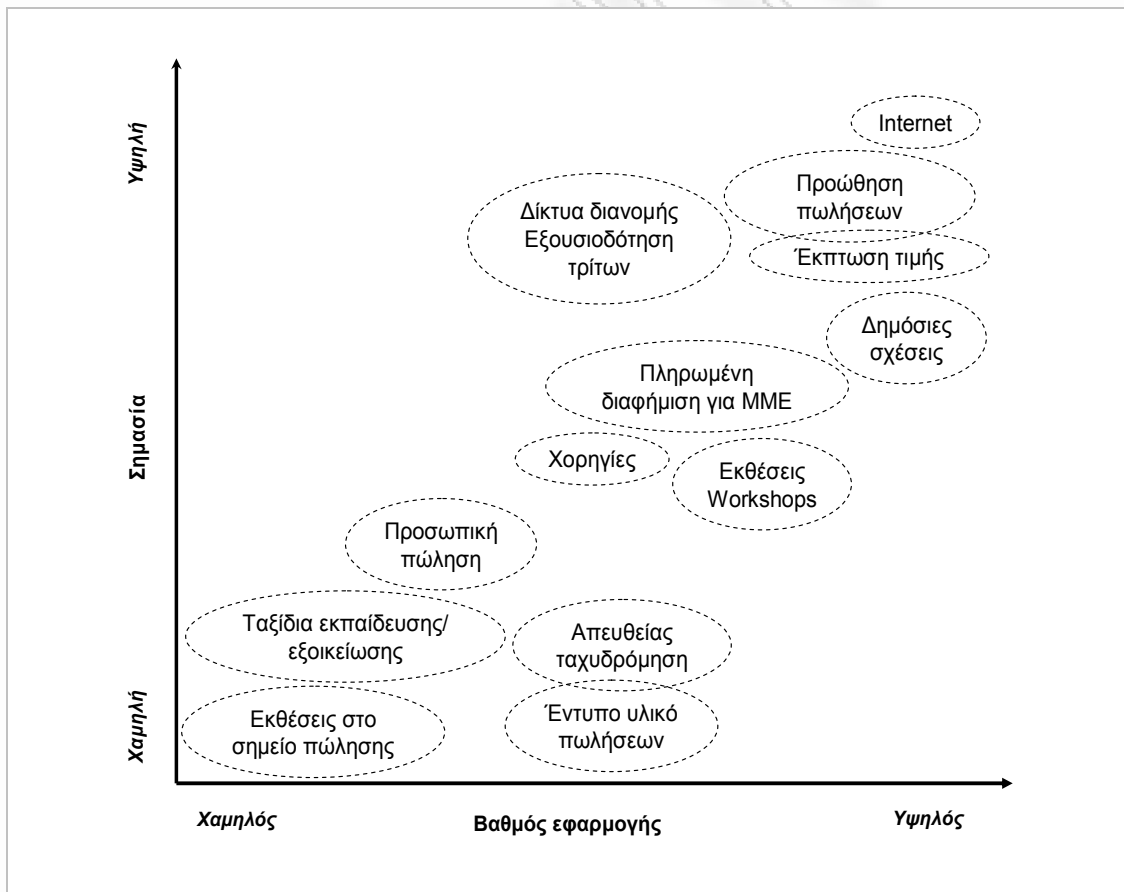 Υψηλή
Internet
Προώθηση
πωλήσεων
Δίκτυα διανομής
Εξουσιοδότηση
τρίτων
Έκπτωση τιμής
Δημόσιες
σχέσεις
Πληρωμένη
διαφήμιση για ΜΜΕ
Σημασία
Χορηγίες
Εκθέσεις
Workshops
Προσωπική
πώληση
Ταξίδια εκπαίδευσης/
εξοικείωσης
Απευθείας
ταχυδρόμηση
Χαμηλή
Εκθέσεις στο
σημείο πώλησης
Έντυπο υλικό
πωλήσεων
Χαμηλός
Βαθμός εφαρμογής
Υψηλός